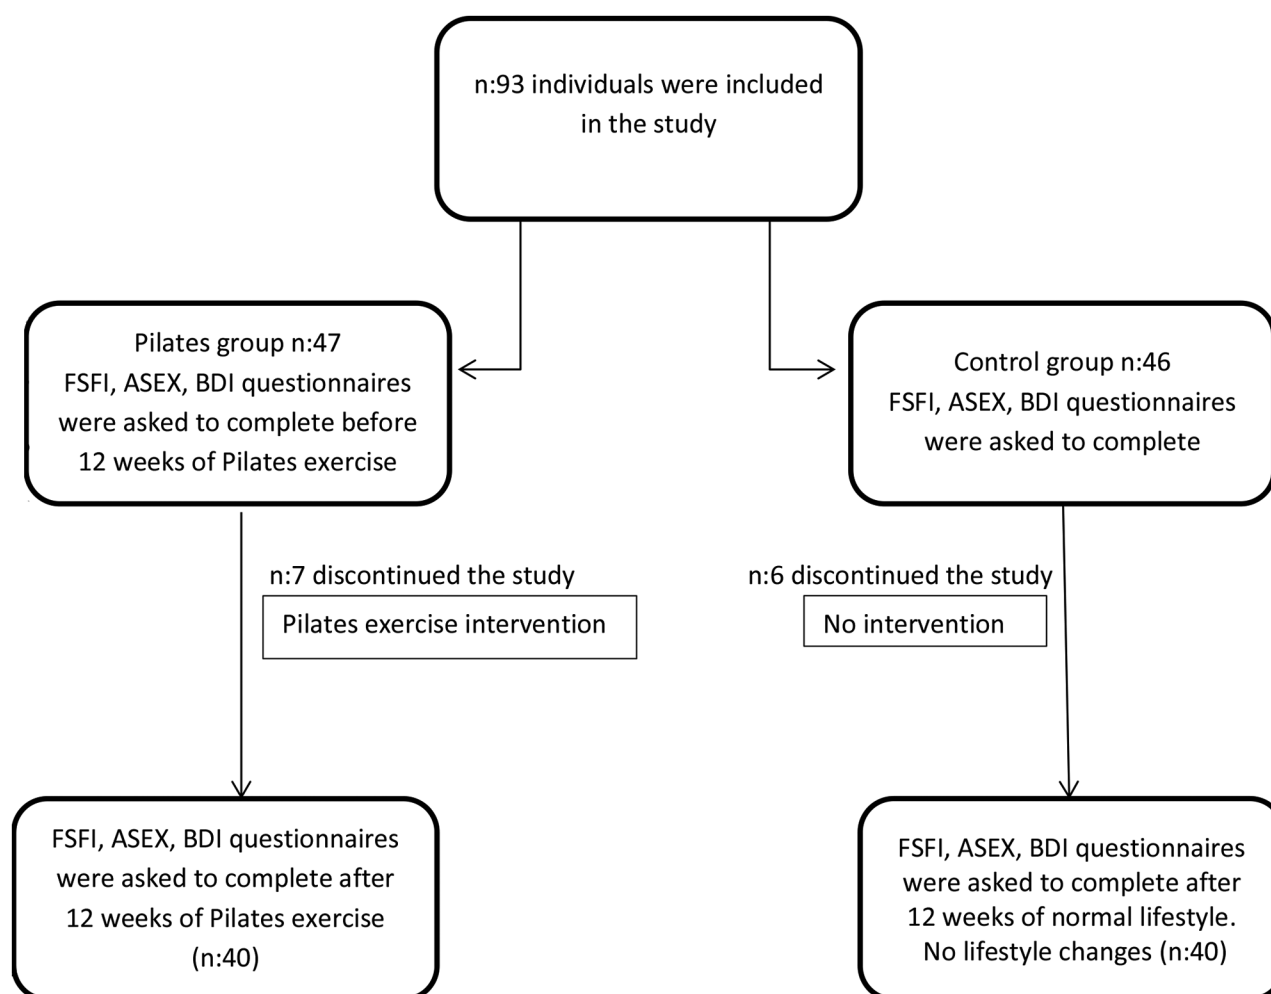 n:93 individuals were included
in the study
Pilates group n:47
FSFI, ASEX, BDI questionnaires
were asked to complete before
12 weeks of Pilates exercise
Control group n:46
FSFI, ASEX, BDI questionnaires
were asked to complete
n:7 discontinued the study
Pilates exercise intervention
n:6 discontinued the study
No intervention
FSFI, ASEX, BDI questionnaires
were asked to complete after
12 weeks of Pilates exercise
(n:40)
FSFI, ASEX, BDI questionnaires
were asked to complete after
12 weeks of normal lifestyle.
No lifestyle changes (n:40)